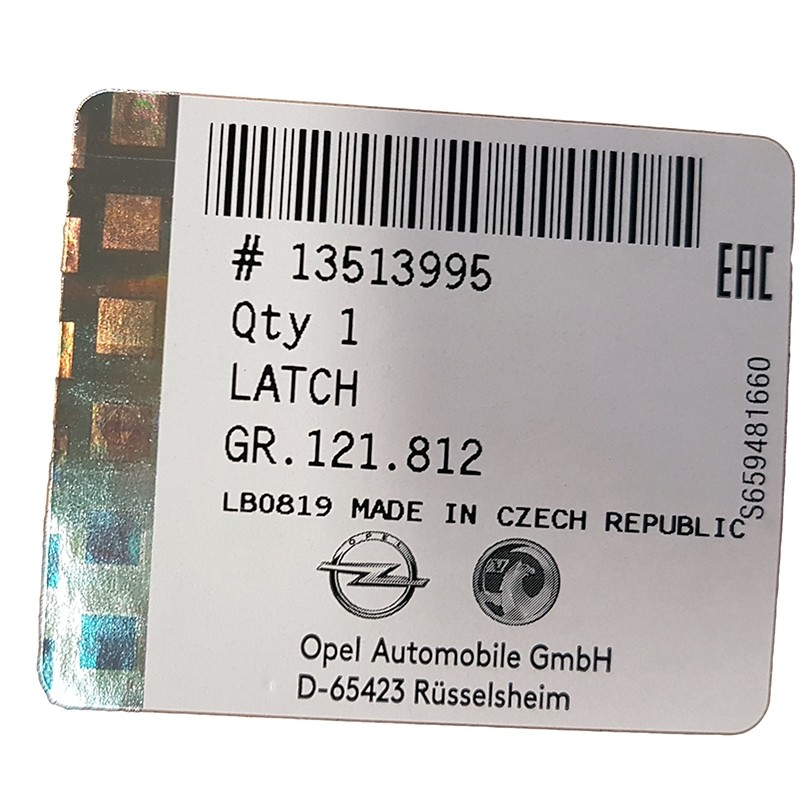 # 13513995
EAC
Qty 1
LATCH
GR.121.812
S659481660
LB0819 MADE IN CZECH REPUBLIC
OPEL
Opel Automobile GmbH
D-65423 Rüsselsheim